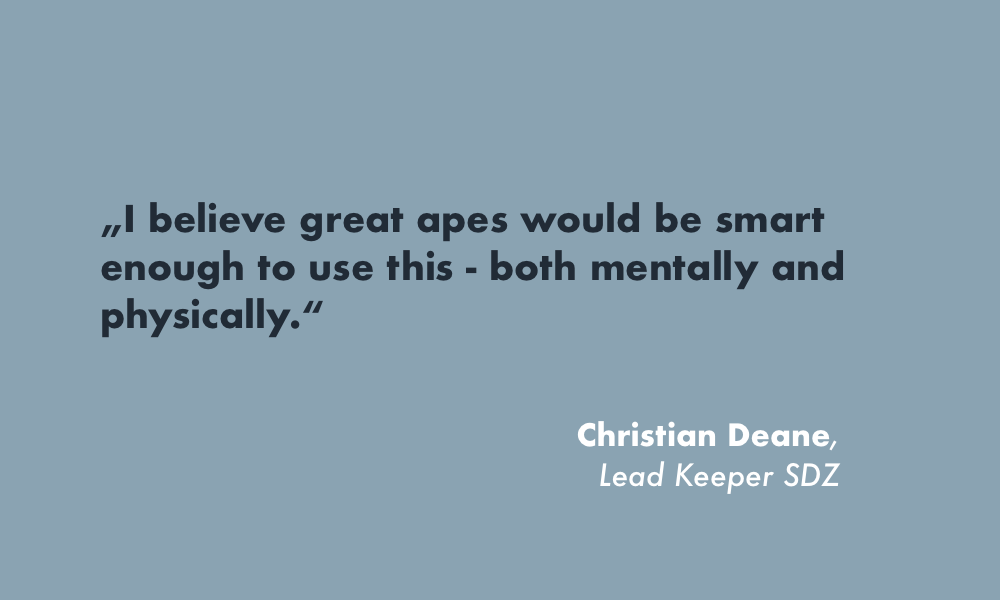 „I believe great apes would be smart
enough to use this - both mentally and
physically.“
Christian Deane,
Lead Keeper SDZ